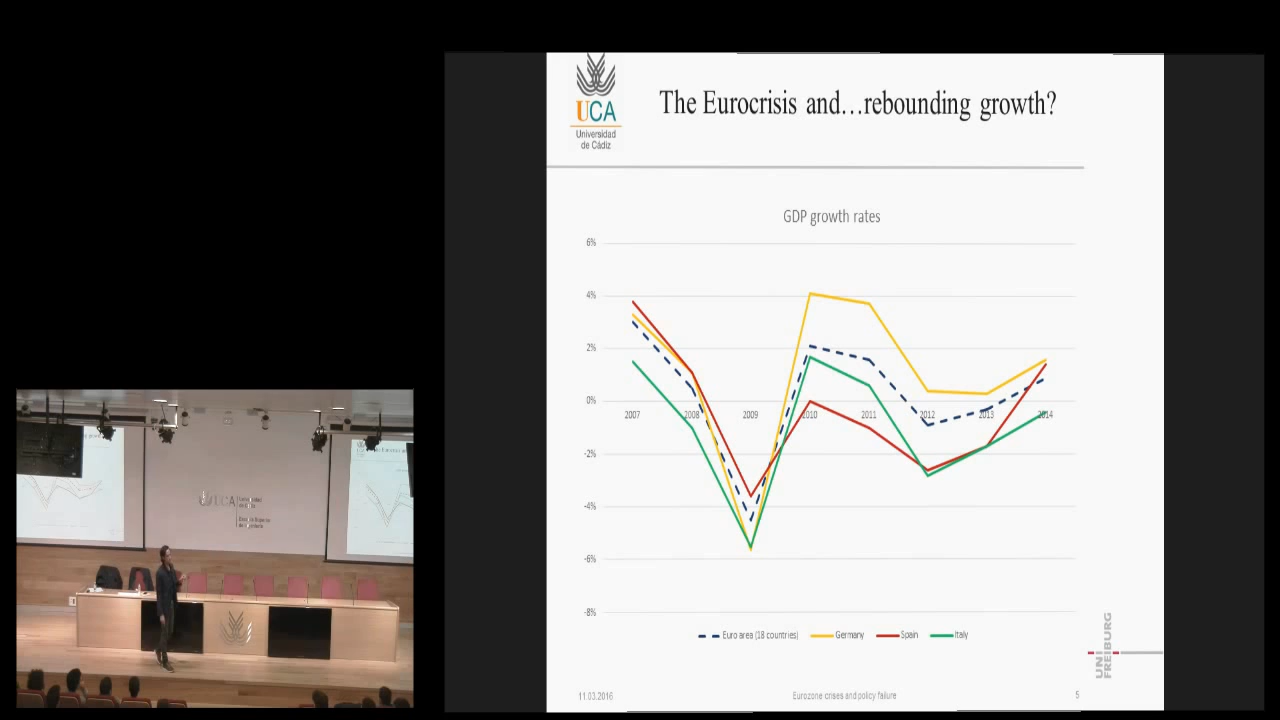 UCA
Universidad
de Cádiz
The Eurocrisis and…rebounding growth?
GDP growth rates
6%
4%
2%
0%
-2%
-4%
-6%
-8%
2007 2008 2009 2010 2011 2012 2013 2014
Euro area (18 countries) Germany Spain Italy
UNI
FREIBURG
11.03.2016 Eurozone crises and policy failure 5
UCA